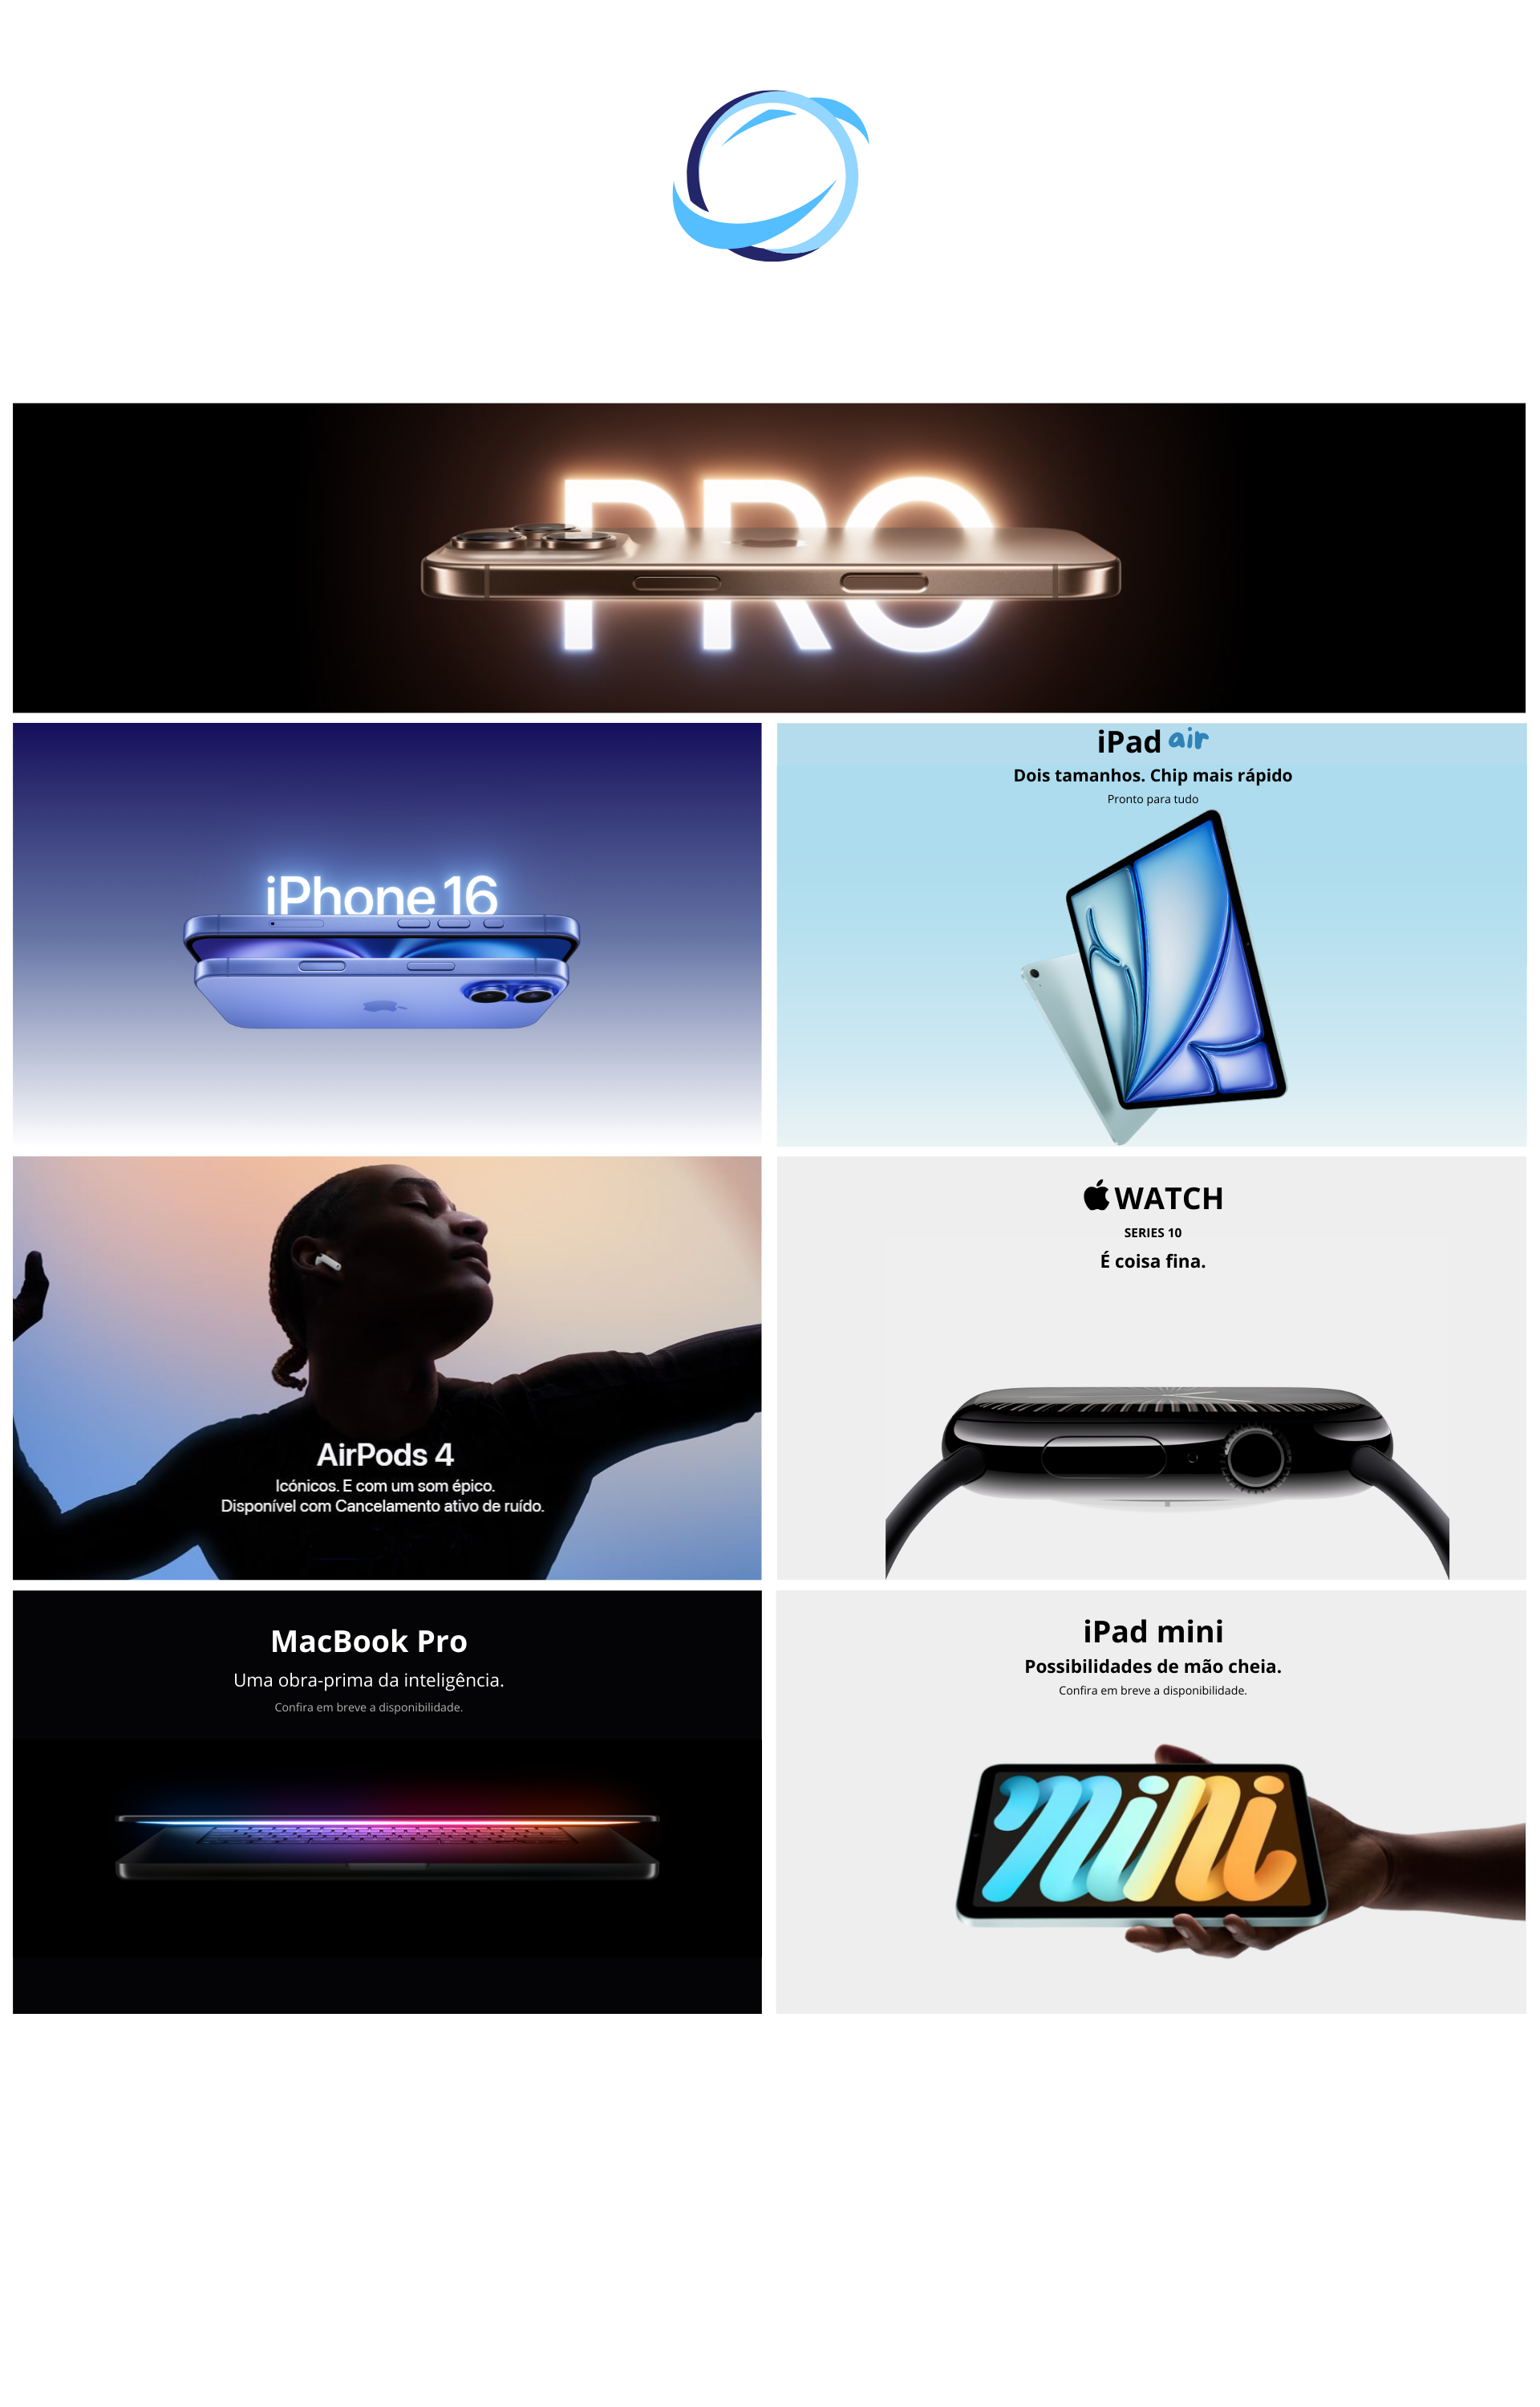 PRO
iPhone 16
iPad air
Dois tamanhos. Chip mais rápido
Pronto para tudo
AirPods 4
Icónicos. E com um som épico.
Disponível com Cancelamento ativo de ruído.
WATCH
SERIES 10
É coisa fina.
MacBook Pro
Uma obra-prima da inteligência.
Confira em breve a disponibilidade.
iPad mini
Possibilidades de mão cheia.
Confira em breve a disponibilidade.
mini